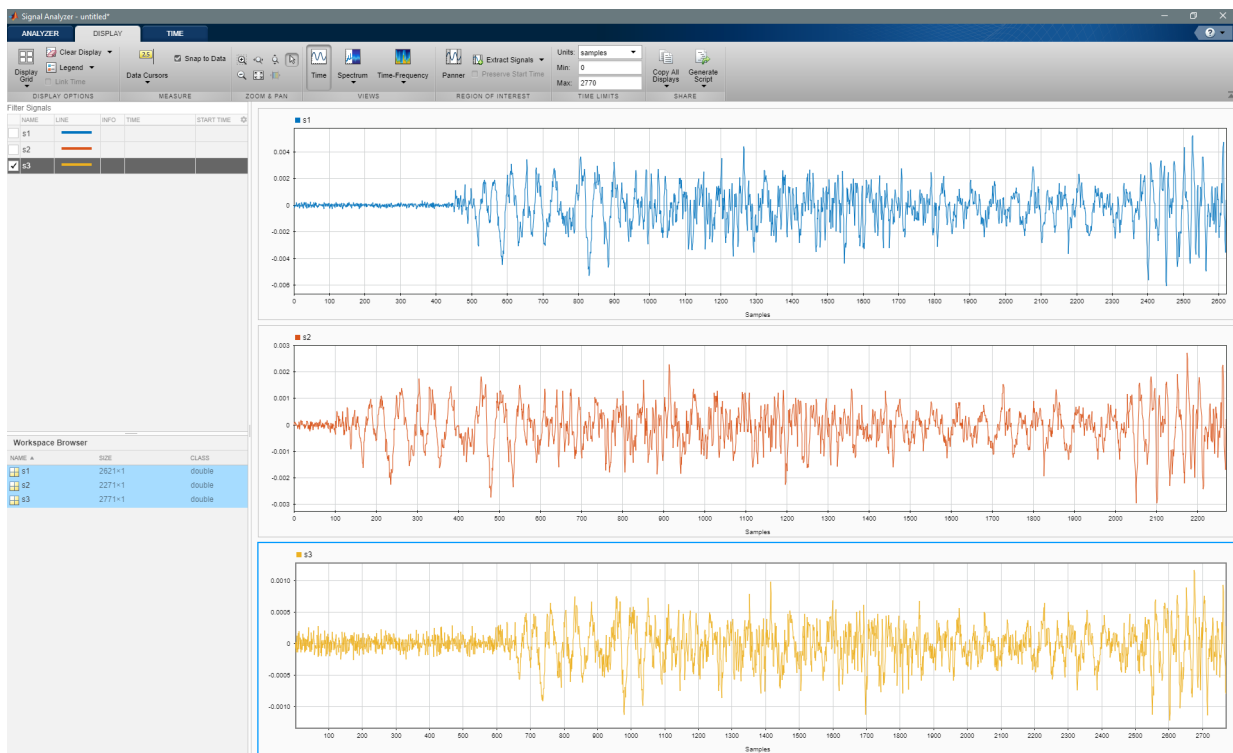 Signal Analyzer - untitled*
ANALYZER DISPLAY TIME
Display Grid
Clear Display
Legend
Link Time
DISPLAY OPTIONS
2.5
Data Cursors
Snap to Data
MEASURE
ZOOM & PAN
Time
Spectrum
Time-Frequency
VIEWS
Panner
Extract Signals
Preserve Start Time
REGION OF INTEREST
Units: samples
Min: 0
Max: 2770
TIME LIMITS
Copy All Displays
Generate Script
SHARE
Filter Signals
NAME LINE INFO TIME START TIME
s1
s2
s3
Workspace Browser
NAME SIZE CLASS
s1 2621×1 double
s2 2271×1 double
s3 2771×1 double
s1
0.004
0.002
0
-0.002
-0.004
-0.006
0 100 200 300 400 500 600 700 800 900 1000 1100 1200 1300 1400 1500 1600 1700 1800 1900 2000 2100 2200 2300 2400 2500 2600
Samples
s2
0.003
0.002
0.001
0
-0.001
-0.002
-0.003
0 100 200 300 400 500 600 700 800 900 1000 1100 1200 1300 1400 1500 1600 1700 1800 1900 2000 2100 2200
Samples
s3
0.0010
0.0005
0
-0.0005
-0.0010
100 200 300 400 500 600 700 800 900 1000 1100 1200 1300 1400 1500 1600 1700 1800 1900 2000 2100 2200 2300 2400 2500 2600 2700
Samples